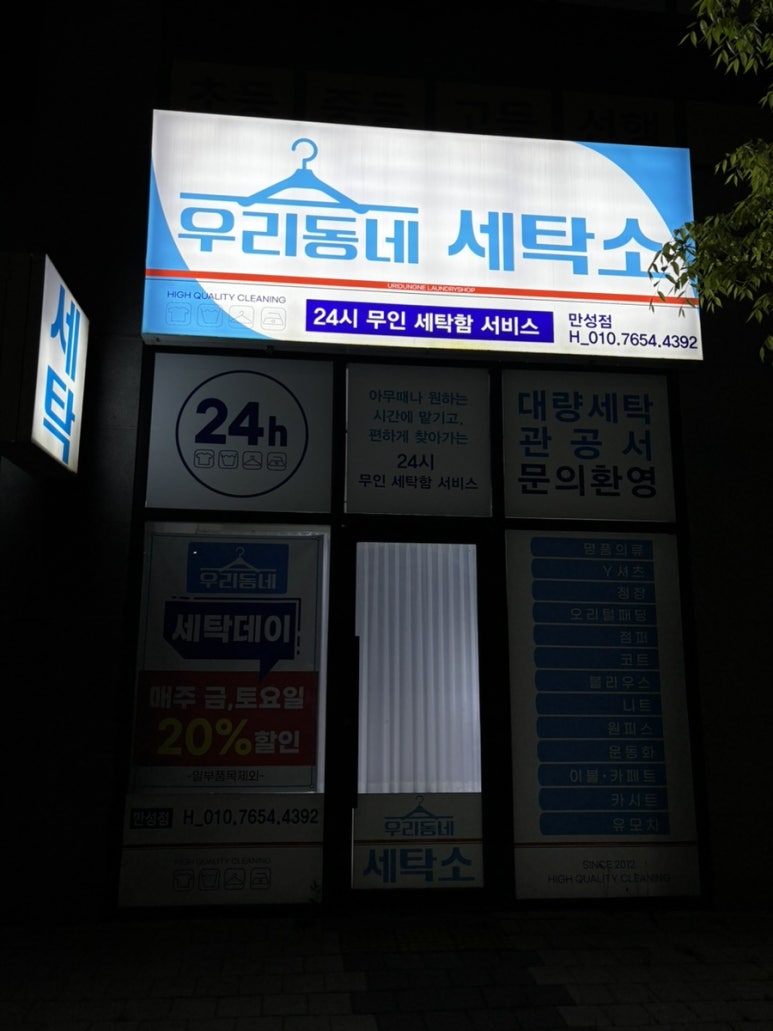 초등 중등 고등
우리동네 세탁소
URDUNGNE LAUNDRYSHOP
HIGH QUALITY CLEANING
24시 무인 세탁함 서비스
만성점
H_010.7654.4392
세탁
24h
아무때나 원하는
시간에 맡기고,
편하게 찾아가는
24시
무인 세탁함 서비스
대량세탁
관공서
문의환영
우리동네
세탁데이
매주 금,토요일
20%할인
-일부품목제외-
만성점 H_010.7654.4392
HIGH QUALITY CLEANING
우리동네
세탁소
명품의류
Y셔츠
정장
오리털패딩
점퍼
코트
블라우스
니트
원피스
운동화
이불·카페트
카시트
유모차
SINCE 2012
HIGH QUALITY CLEANING